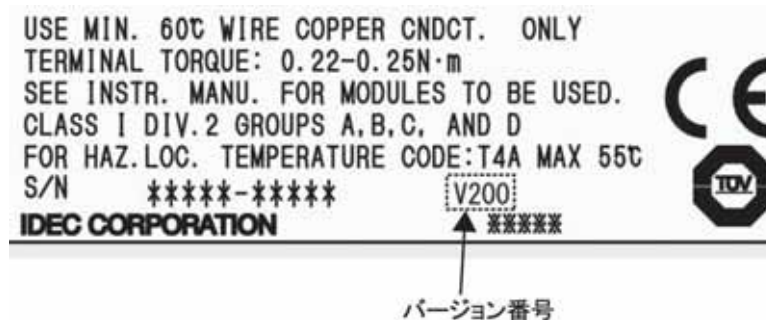 USE MIN. 60℃ WIRE COPPER CNDCT. ONLY
TERMINAL TORQUE: 0.22-0.25N·m
SEE INSTR. MANU. FOR MODULES TO BE USED.
CLASS I DIV.2 GROUPS A,B,C, AND D
FOR HAZ.LOC. TEMPERATURE CODE:T4A MAX 55℃
S/N *****-***** V200
IDEC CORPORATION *****
CE
TÜV
バージョン番号